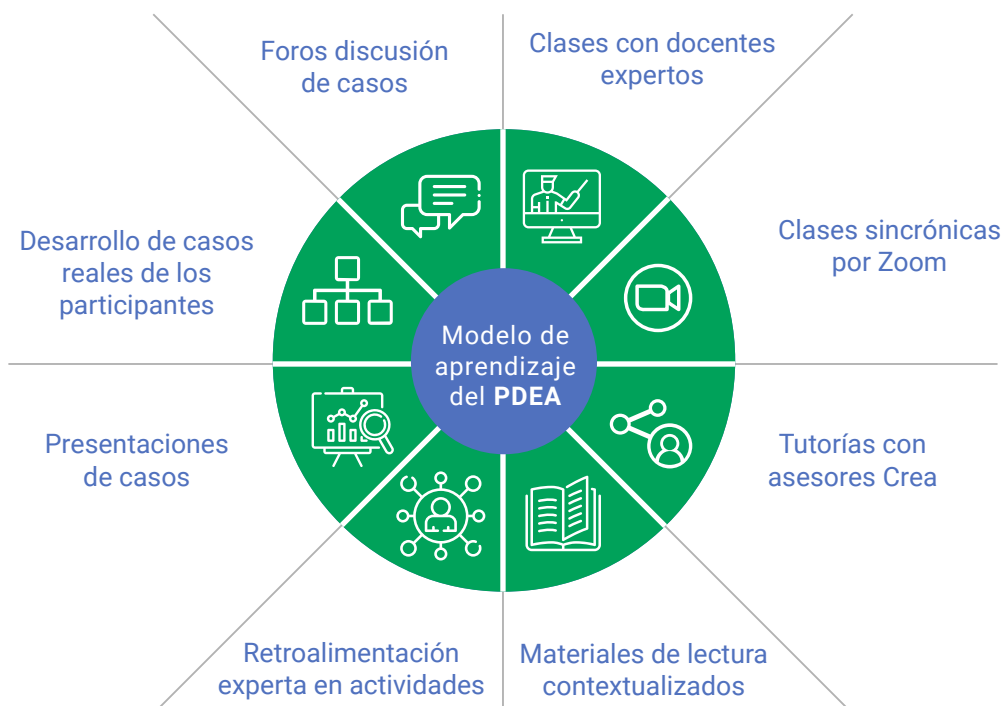 Foros discusión
de casos
Clases con docentes
expertos
Clases sincrónicas
por Zoom
Tutorías con
asesores Crea
Materiales de lectura
contextualizados
Retroalimentación
experta en actividades
Presentaciones
de casos
Desarrollo de casos
reales de los
participantes
Modelo de
aprendizaje
del PDEA